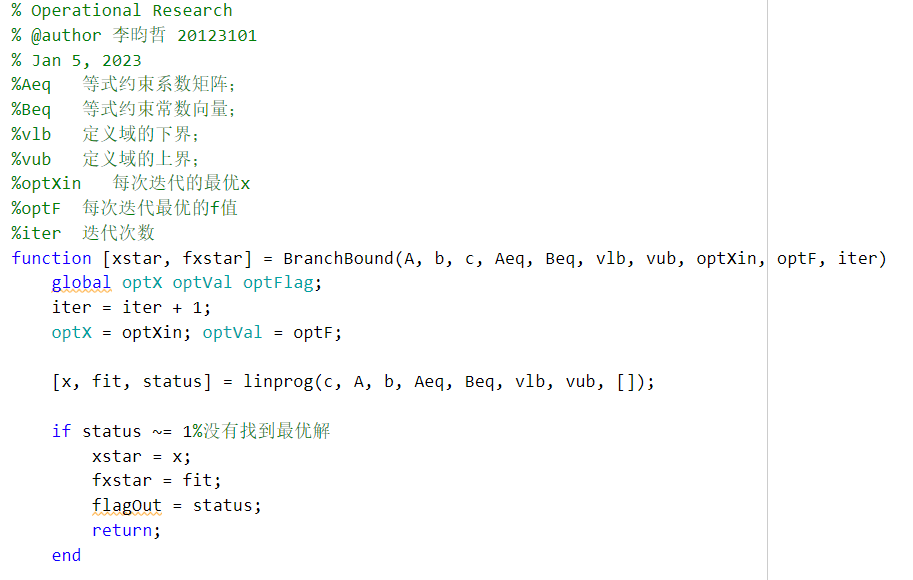 % Operational Research
% @author 李昀哲 20123101
% Jan 5, 2023
%Aeq 等式约束系数矩阵;
%Beq 等式约束常数向量;
%vlb 定义域的下界;
%vub 定义域的上界;
%optXin 每次迭代的最优x
%optF 每次迭代最优的f值
%iter 迭代次数
function [xstar, fxstar] = BranchBound(A, b, c, Aeq, Beq, vlb, vub, optXin, optF, iter)
global optX optVal optFlag;
iter = iter + 1;
optX = optXin; optVal = optF;
[x, fit, status] = linprog(c, A, b, Aeq, Beq, vlb, vub, []);
if status ~= 1%没有找到最优解
xstar = x;
fxstar = fit;
flagOut = status;
return;
end